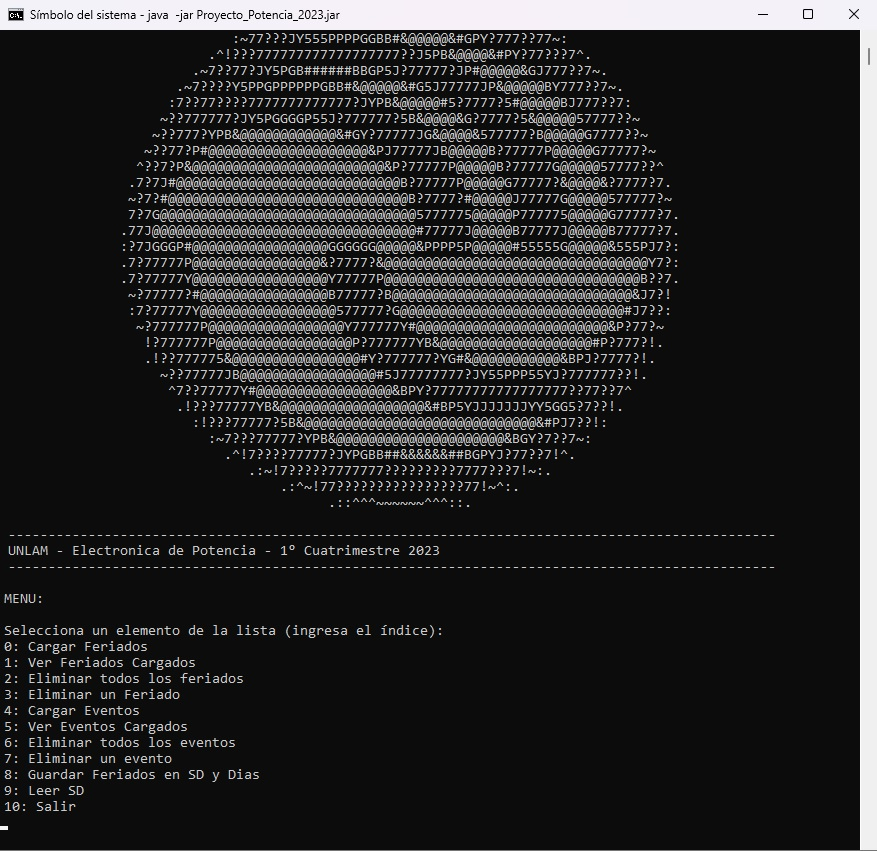 Símbolo del sistema - java -jar Proyecto_Potencia_2023.jar
UNLAM - Electronica de Potencia - 1º Cuatrimestre 2023
MENU:
Selecciona un elemento de la lista (ingresa el índice):
0: Cargar Feriados
1: Ver Feriados Cargados
2: Eliminar todos los feriados
3: Eliminar un Feriado
4: Cargar Eventos
5: Ver Eventos Cargados
6: Eliminar todos los eventos
7: Eliminar un evento
8: Guardar Feriados en SD y Dias
9: Leer SD
10: Salir